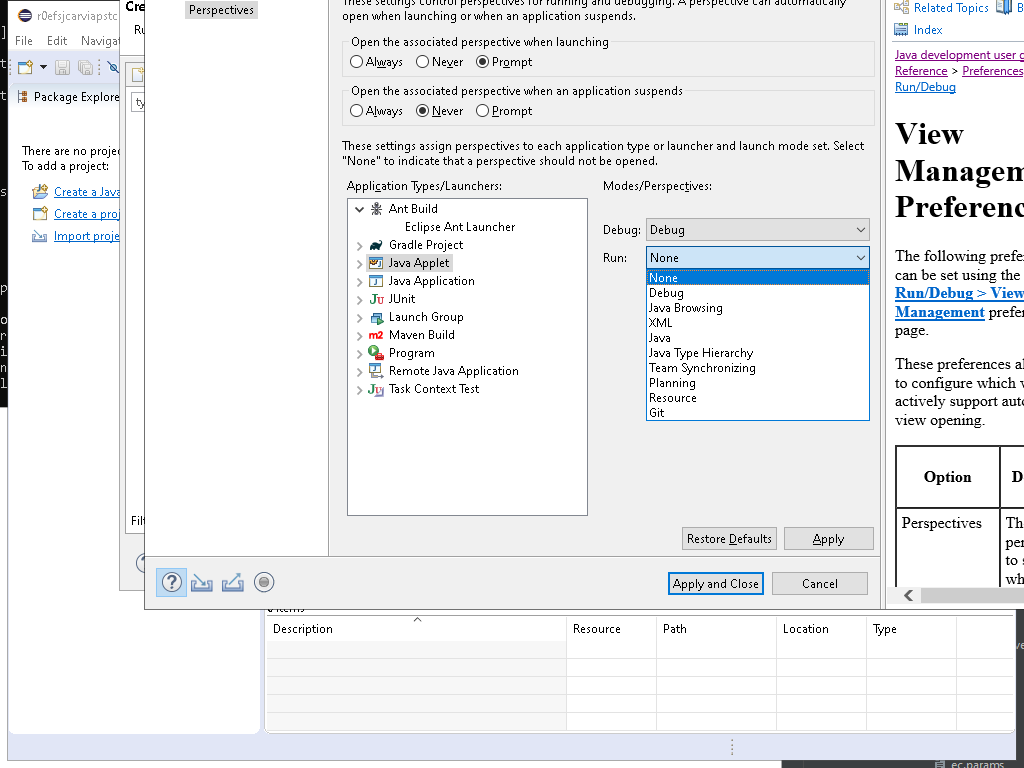 r0efsjcarviapstc
File Edit Navigat
Package Explore
There are no projec
To add a project:
Create a Java
Create a proj
Import proje
Cre
Ru
ty
Filt
Perspectives
These settings control perspectives for running and debugging. A perspective can automatically
open when launching or when an application suspends.
Open the associated perspective when launching
Always Never Prompt
Open the associated perspective when an application suspends
Always Never Prompt
These settings assign perspectives to each application type or launcher and launch mode set. Select
"None" to indicate that a perspective should not be opened.
Application Types/Launchers:
Ant Build
Eclipse Ant Launcher
Gradle Project
Java Applet
Java Application
JUnit
Launch Group
Maven Build
Program
Remote Java Application
Task Context Test
Modes/Perspectives:
Debug: Debug
Run: None
None
Debug
Java Browsing
XML
Java
Java Type Hierarchy
Team Synchronizing
Planning
Resource
Git
Restore Defaults Apply
Apply and Close Cancel
Related Topics B
Index
Java development user g
Reference > Preferences
Run/Debug
View
Managem
Preferenc
The following prefer
can be set using the
Run/Debug > View
Management prefer
page.
These preferences al
to configure which v
actively support auto
view opening.
Option D
Perspectives Th
per
to s
wh
Description Resource Path Location Type
ec.params